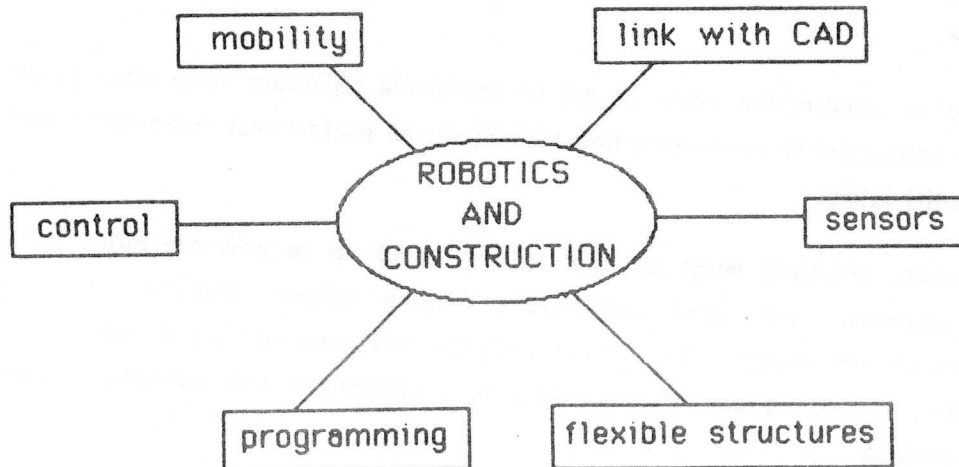 mobility
link with CAD
ROBOTICS
AND
CONSTRUCTION
control
sensors
programming
flexible structures